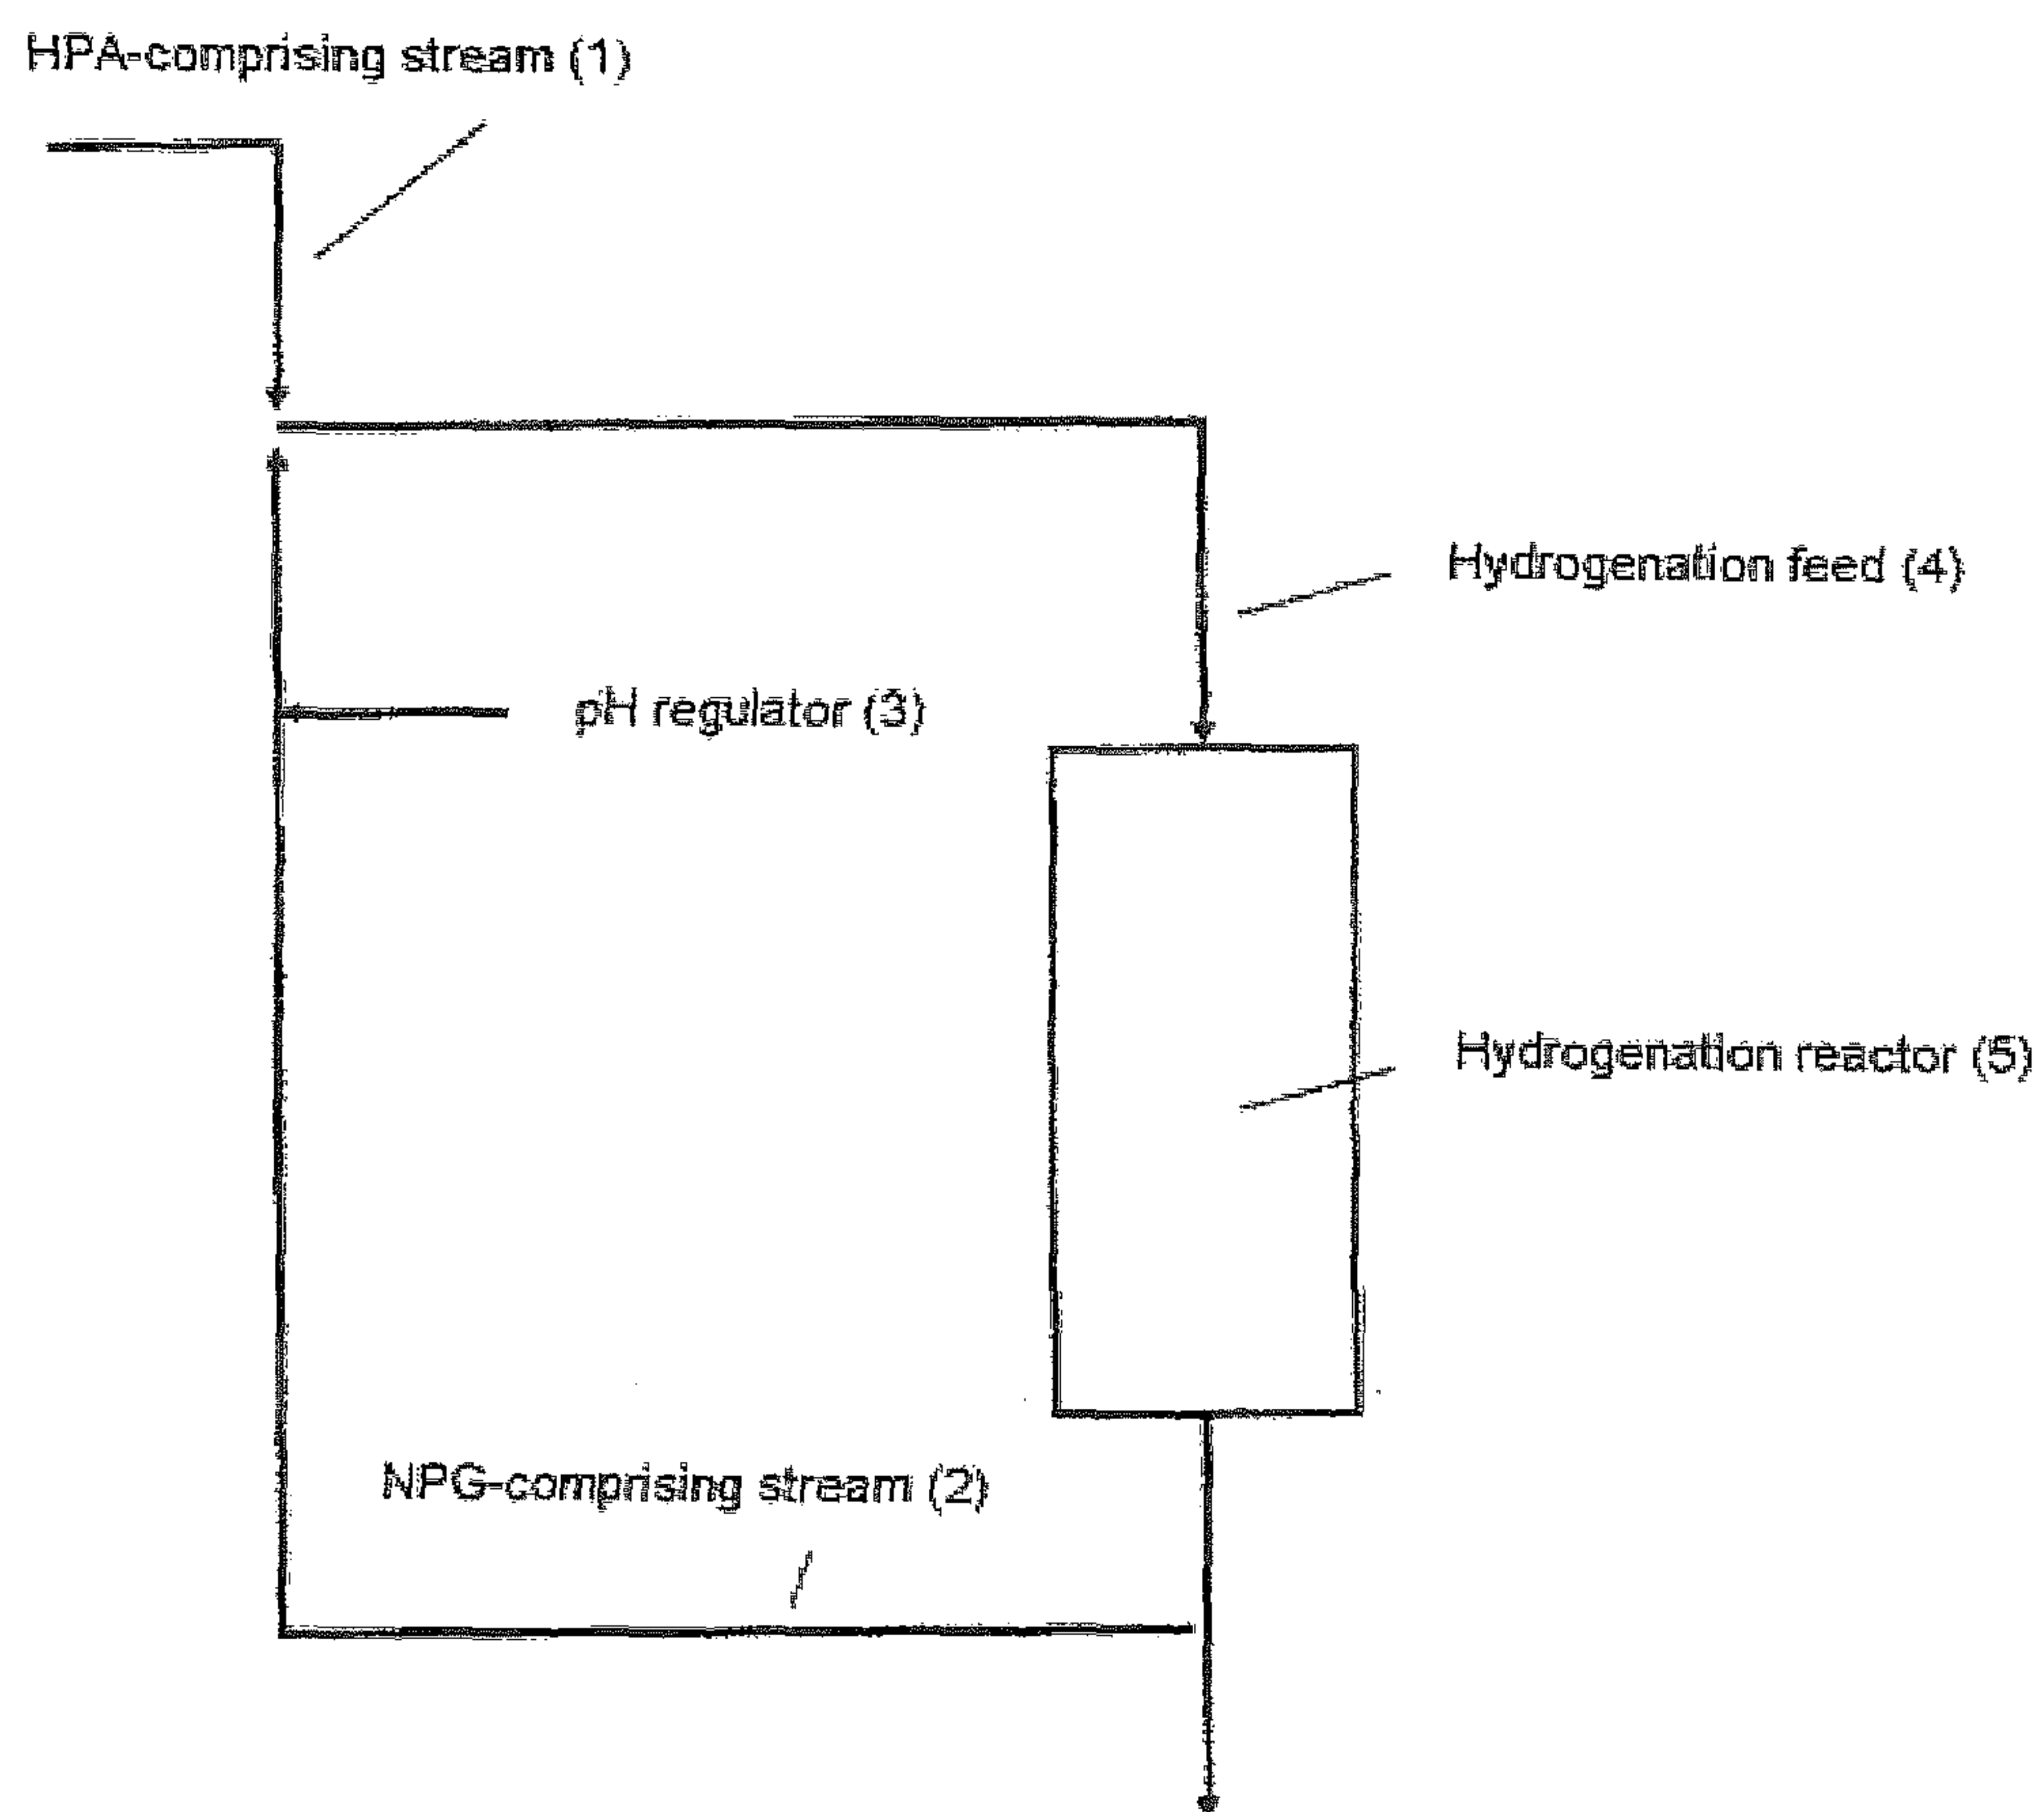 HPA-comprising stream (1)
Hydrogenation feed (4)
pH regulator (3)
Hydrogenation reactor (5)
NPG-comprising stream (2)